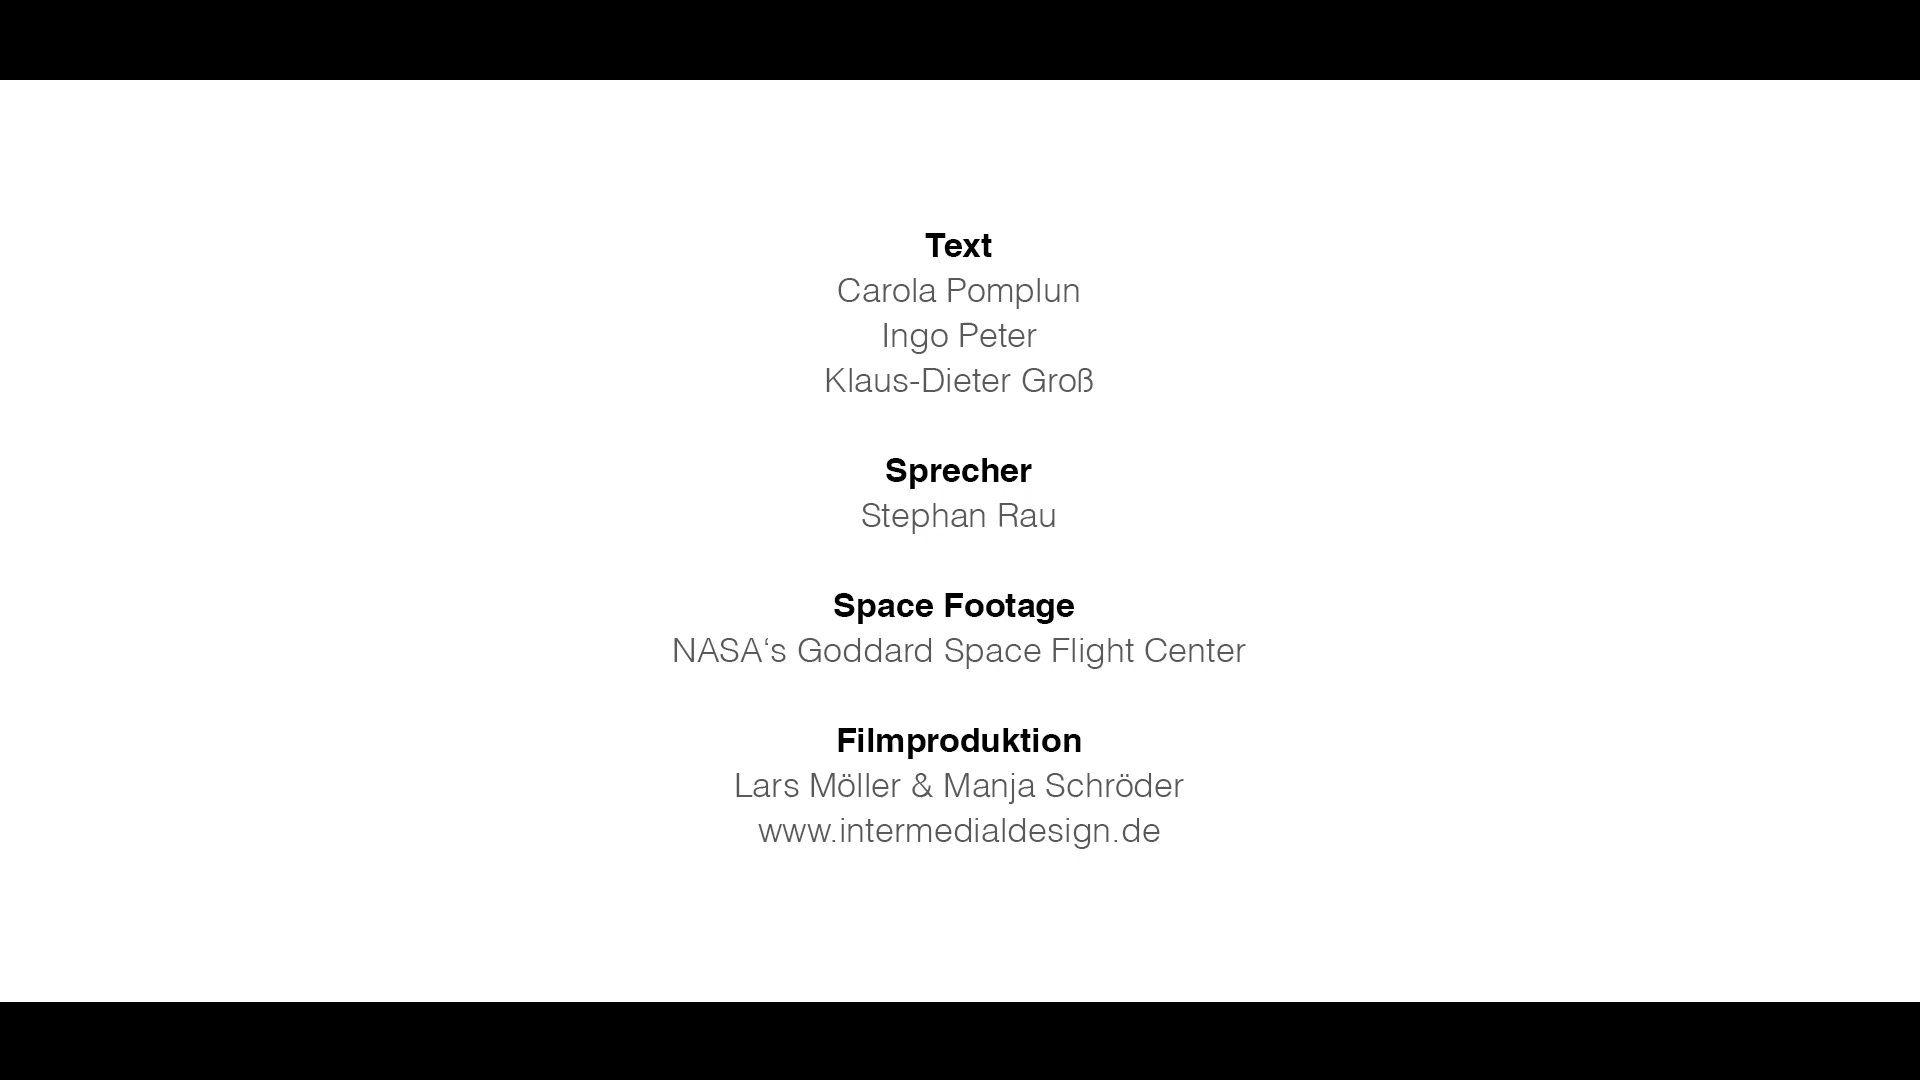 Text
Carola Pomplun
Ingo Peter
Klaus-Dieter Groß
Sprecher
Stephan Rau
Space Footage
NASA‘s Goddard Space Flight Center
Filmproduktion
Lars Möller & Manja Schröder
www.intermedialdesign.de